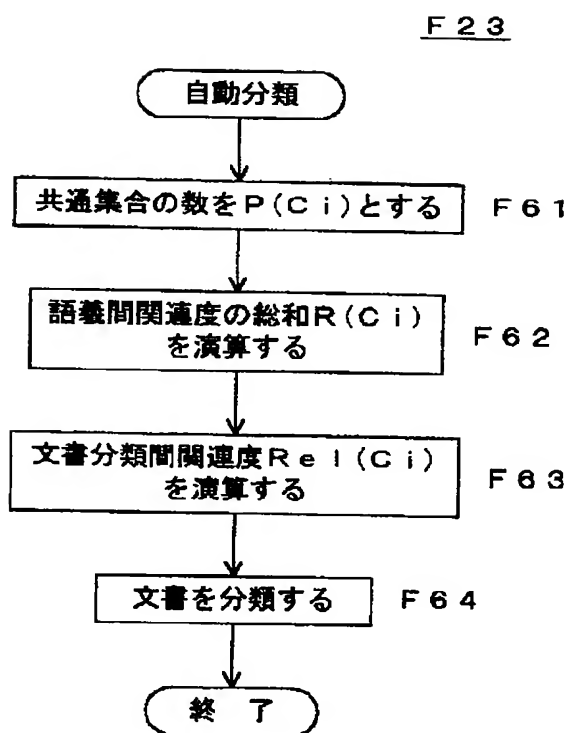 F23
自動分類
共通集合の数をP(Ci)とする F61
語義間関連度の総和R(Ci)
を演算する F62
文書分類間関連度Rel(Ci)
を演算する F63
文書を分類する F64
終 了